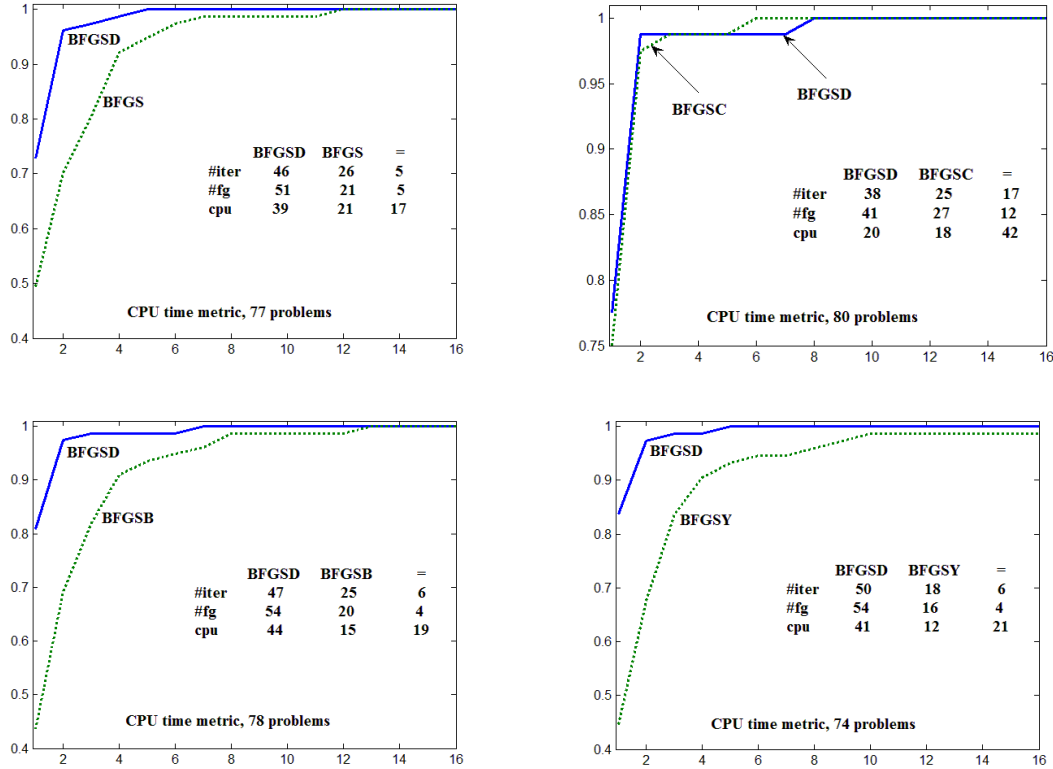 1
0.9
0.8
0.7
0.6
0.5
0.4
BFGSD
BFGS
BFGSD BFGS =
#iter 46 26 5
#fg 51 21 5
cpu 39 21 17
CPU time metric, 77 problems
2 4 6 8 10 12 14 16
1
0.95
0.9
0.85
0.8
0.75
BFGSC
BFGSD
BFGSD BFGSC =
#iter 38 25 17
#fg 41 27 12
cpu 20 18 42
CPU time metric, 80 problems
2 4 6 8 10 12 14 16
1
0.9
0.8
0.7
0.6
0.5
0.4
BFGSD
BFGSB
BFGSD BFGSB =
#iter 47 25 6
#fg 54 20 4
cpu 44 15 19
CPU time metric, 78 problems
2 4 6 8 10 12 14 16
1
0.9
0.8
0.7
0.6
0.5
0.4
BFGSD
BFGSY
BFGSD BFGSY =
#iter 50 18 6
#fg 54 16 4
cpu 41 12 21
CPU time metric, 74 problems
2 4 6 8 10 12 14 16